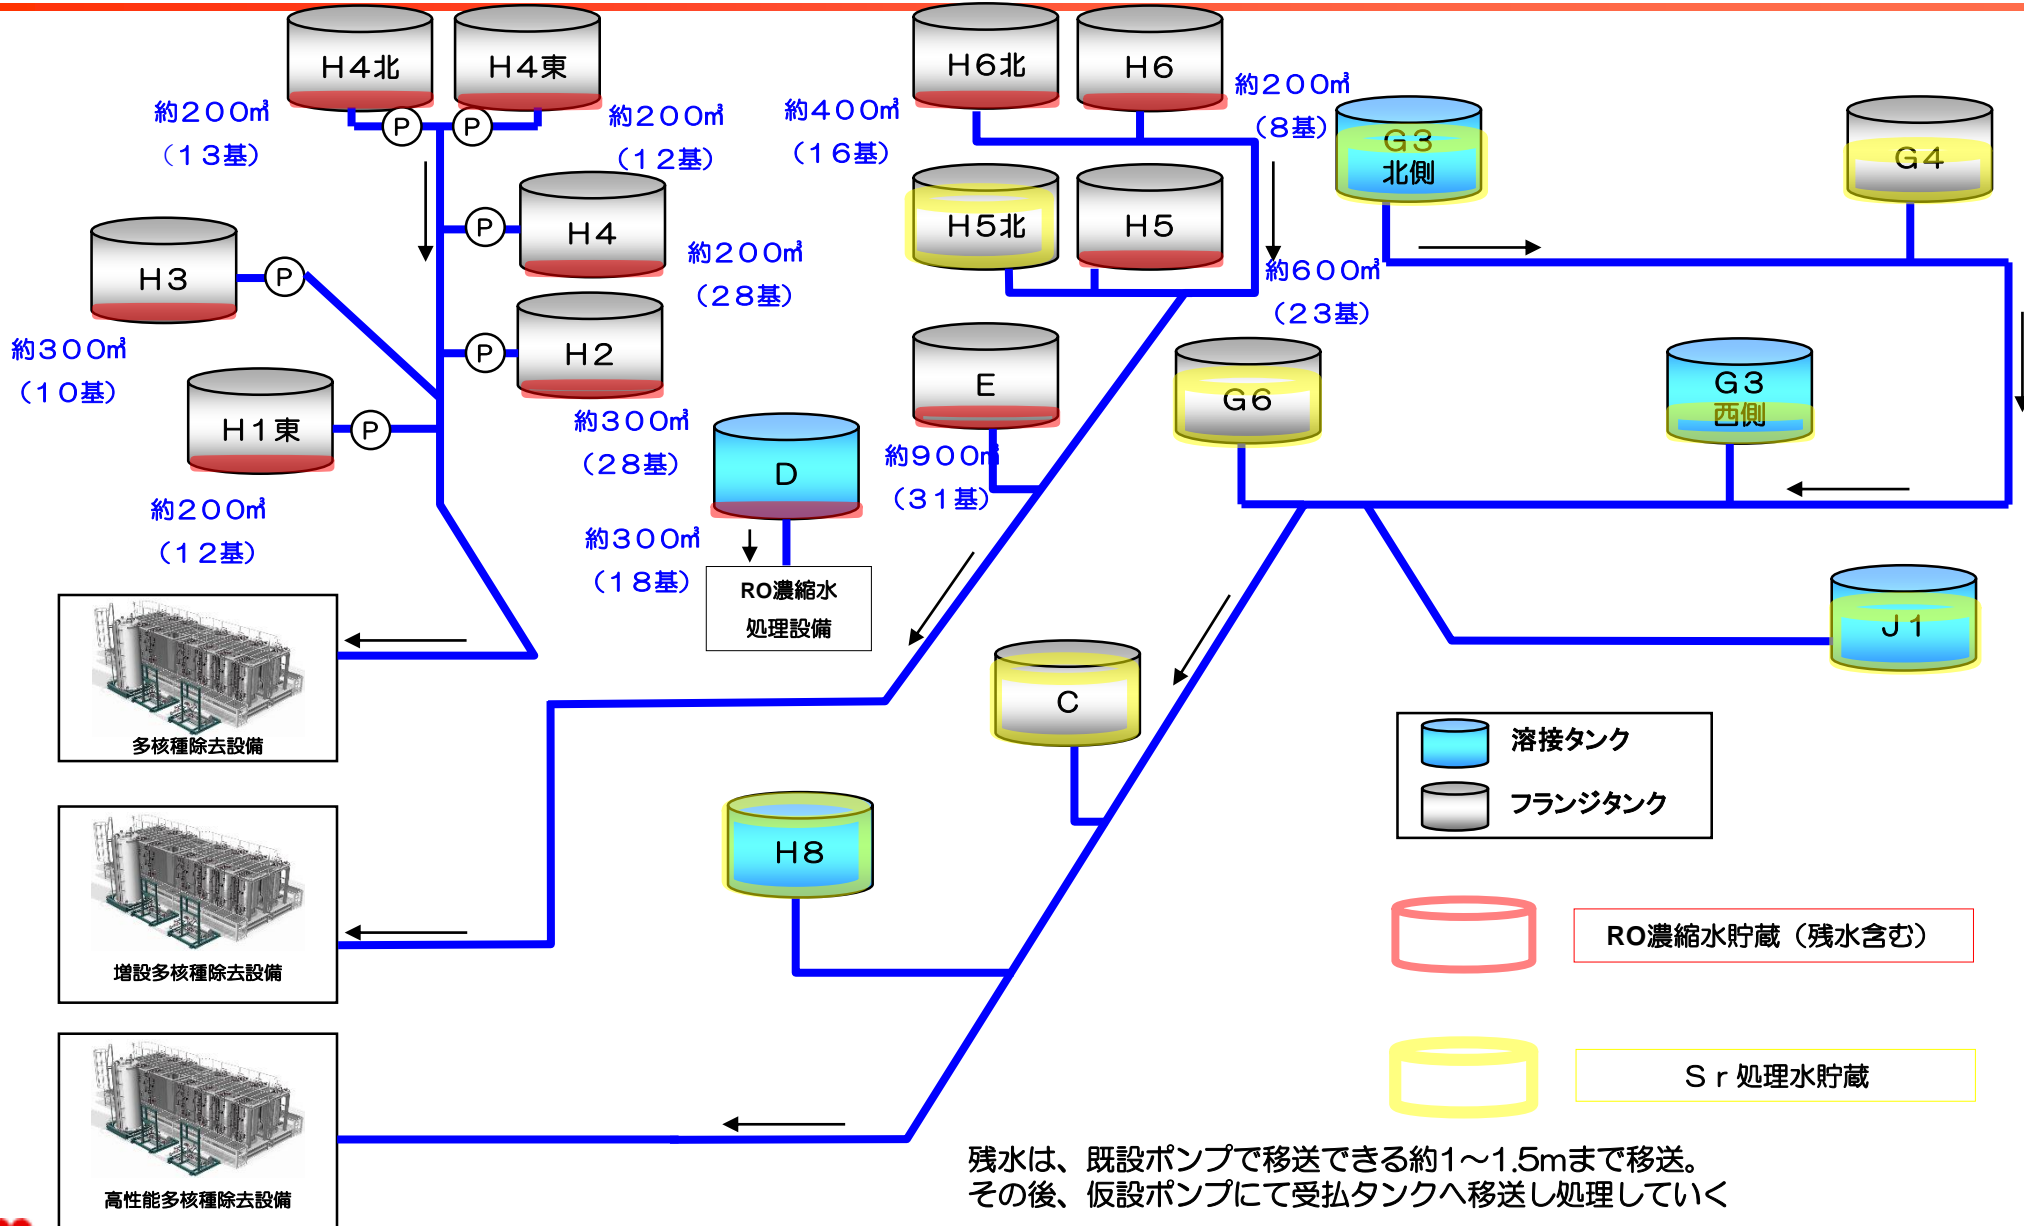 H4北
H4東
約200㎥
(13基)
P
P
約200㎥
(12基)
H3
P
約300㎥
(10基)
P
H4
約200㎥
(28基)
P
H2
約300㎥
(28基)
H1東
P
約200㎥
(12基)
H6北
H6
約400㎥
(16基)
約200㎥
(8基)
H5北
H5
約600㎥
(23基)
E
約900㎥
(31基)
D
約300㎥
(18基)
RO濃縮水
処理設備
G3
北側
G4
G6
G3
西側
J1
C
H8
多核種除去設備
増設多核種除去設備
高性能多核種除去設備
溶接タンク
フランジタンク
RO濃縮水貯蔵（残水含む）
Sr処理水貯蔵
残水は、既設ポンプで移送できる約1～1.5mまで移送。
その後、仮設ポンプにて受払タンクへ移送し処理していく